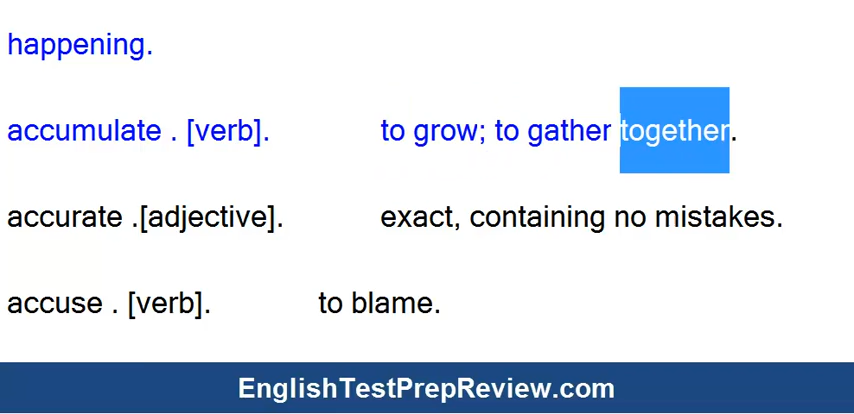 happening.
accumulate . [verb]. to grow; to gather together.
accurate .[adjective]. exact, containing no mistakes.
accuse . [verb]. to blame.
EnglishTestPrepReview.com